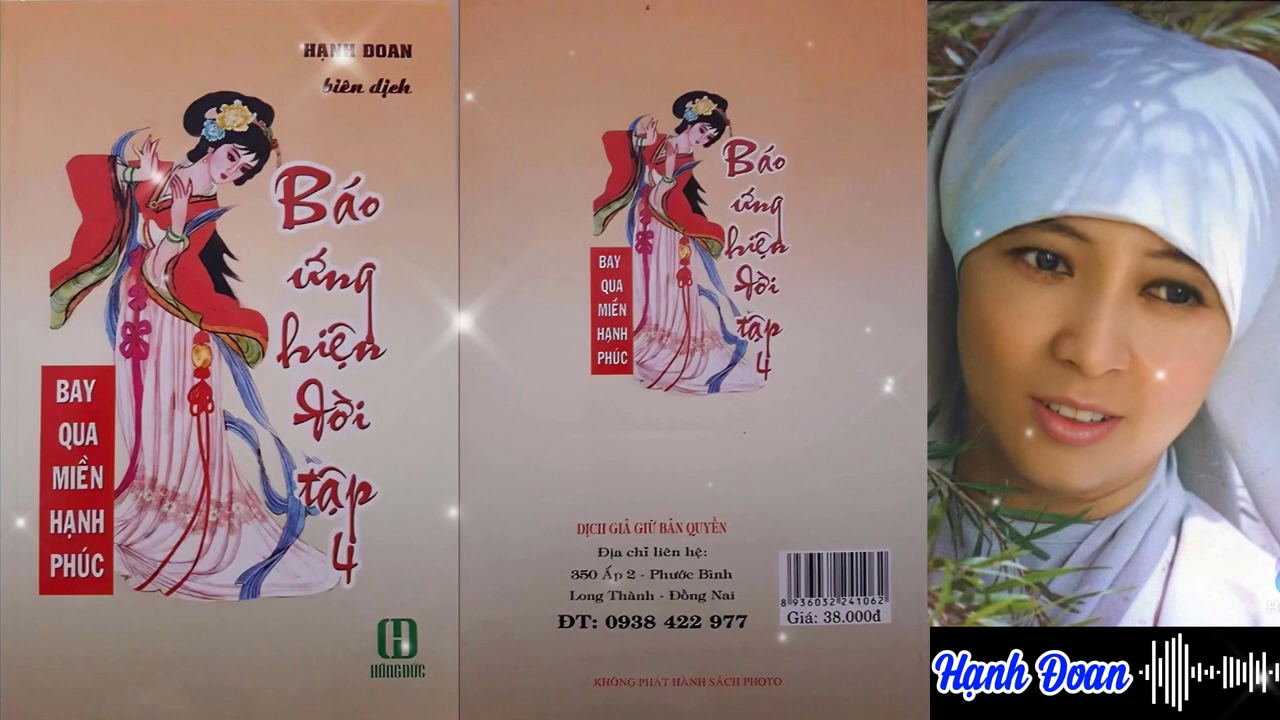 HẠNH ĐOAN
biên dịch
Báo
ứng
hiện
đời
tập
4
BAY
QUA
MIỀN
HẠNH
PHÚC
HỒNG ĐỨC
Báo
ứng
hiện
đời
tập
4
BAY
QUA
MIỀN
HẠNH
PHÚC
DỊCH GIẢ GIỮ BẢN QUYỀN
Địa chỉ liên hệ:
350 Ấp 2 - Phước Bình
Long Thành - Đồng Nai
ĐT: 0938 422 977
8 936032 241062
Giá: 38.000đ
KHÔNG PHÁT HÀNH SÁCH PHOTO
Hạnh Đoan